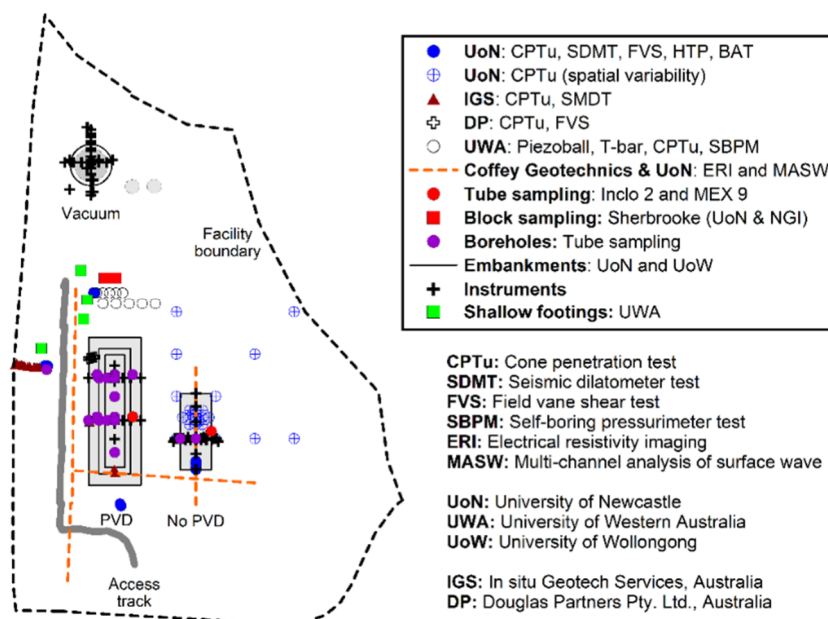 UoN: CPTu, SDMT, FVS, HTP, BAT
UoN: CPTu (spatial variability)
IGS: CPTu, SMDT
DP: CPTu, FVS
UWA: Piezoball, T-bar, CPTu, SBPM
Coffey Geotechnics & UoN: ERI and MASW
Tube sampling: Inclo 2 and MEX 9
Block sampling: Sherbrooke (UoN & NGI)
Boreholes: Tube sampling
Embankments: UoN and UoW
Instruments
Shallow footings: UWA
Vacuum
Facility
boundary
PVD
No PVD
Access
track
CPTu: Cone penetration test
SDMT: Seismic dilatometer test
FVS: Field vane shear test
SBPM: Self-boring pressurimeter test
ERI: Electrical resistivity imaging
MASW: Multi-channel analysis of surface wave
UoN: University of Newcastle
UWA: University of Western Australia
UoW: University of Wollongong
IGS: In situ Geotech Services, Australia
DP: Douglas Partners Pty. Ltd., Australia